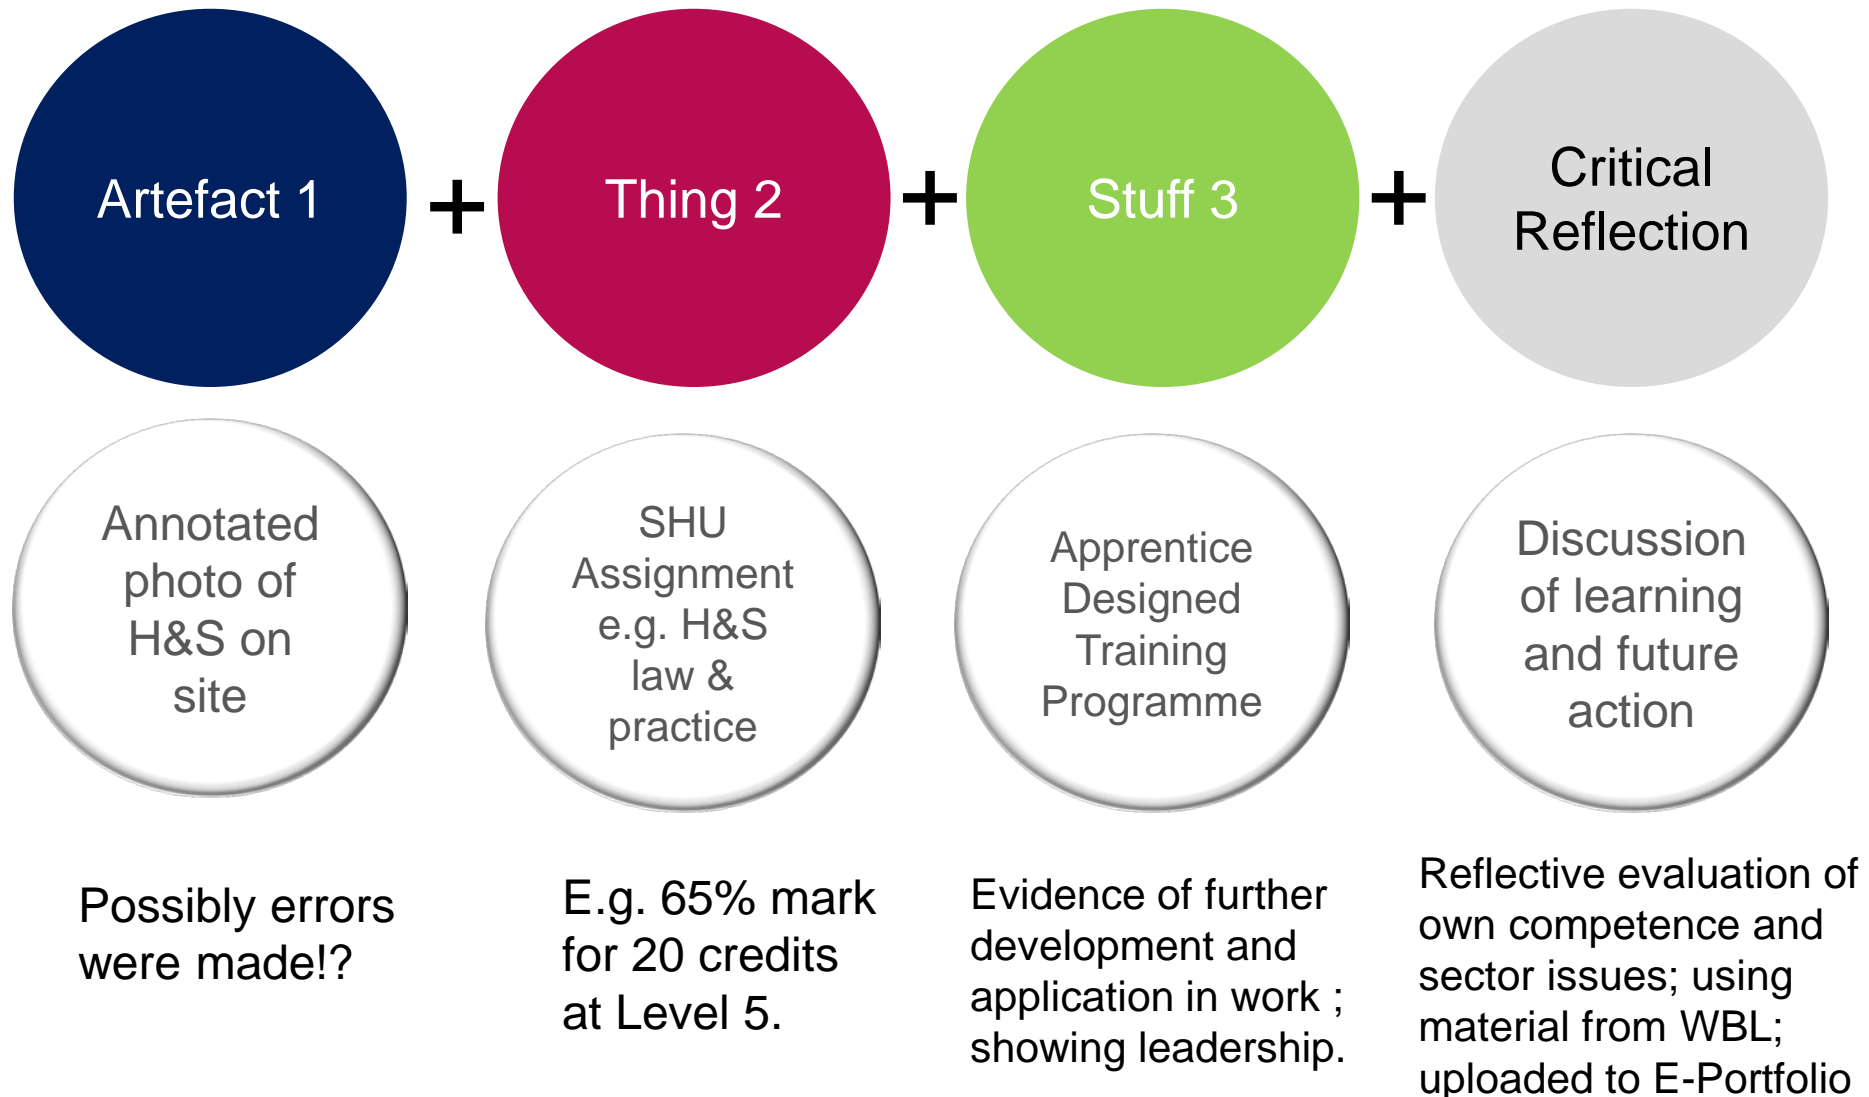 Artefact 1
+
Thing 2
+
Stuff 3
+
Critical
Reflection
Annotated
photo of
H&S on
site
SHU
Assignment
e.g. H&S
law &
practice
Apprentice
Designed
Training
Programme
Discussion
of learning
and future
action
Possibly errors
were made!?
E.g. 65% mark
for 20 credits
at Level 5.
Evidence of further
development and
application in work ;
showing leadership.
Reflective evaluation of
own competence and
sector issues; using
material from WBL;
uploaded to E-Portfolio